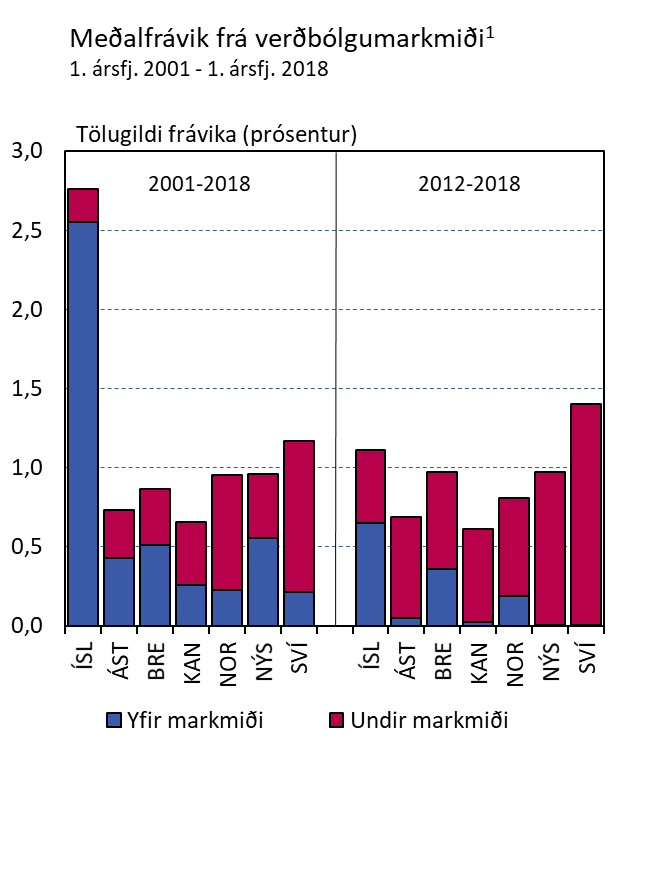 Meðalfrávik frá verðbólgumarkmiði¹
1. ársfj. 2001 - 1. ársfj. 2018
Tölugildi frávika (prósentur)
3,0
2,5
2,0
1,5
1,0
0,5
0,0
2001-2018
2012-2018
ÍSL ÁST BRE KAN NOR NÝS SVÍ
ÍSL ÁST BRE KAN NOR NÝS SVÍ
Yfir markmiði Undir markmiði